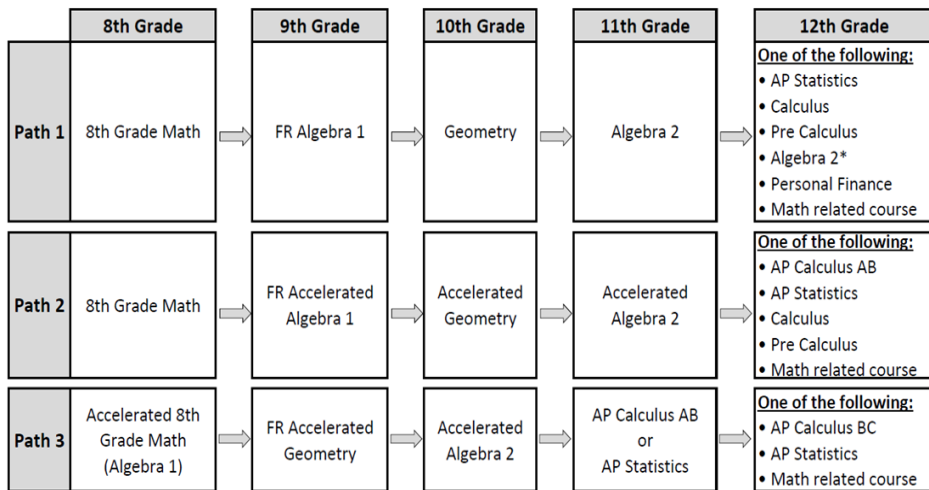 8th Grade
9th Grade
10th Grade
11th Grade
12th Grade
Path 1
8th Grade Math
FR Algebra 1
Geometry
Algebra 2
One of the following:
• AP Statistics
• Calculus
• Pre Calculus
• Algebra 2*
• Personal Finance
• Math related course
Path 2
8th Grade Math
FR Accelerated
Algebra 1
Accelerated
Geometry
Accelerated
Algebra 2
One of the following:
• AP Calculus AB
• AP Statistics
• Calculus
• Pre Calculus
• Math related course
Path 3
Accelerated 8th
Grade Math
(Algebra 1)
FR Accelerated
Geometry
Accelerated
Algebra 2
AP Calculus AB
or
AP Statistics
One of the following:
• AP Calculus BC
• AP Statistics
• Math related course